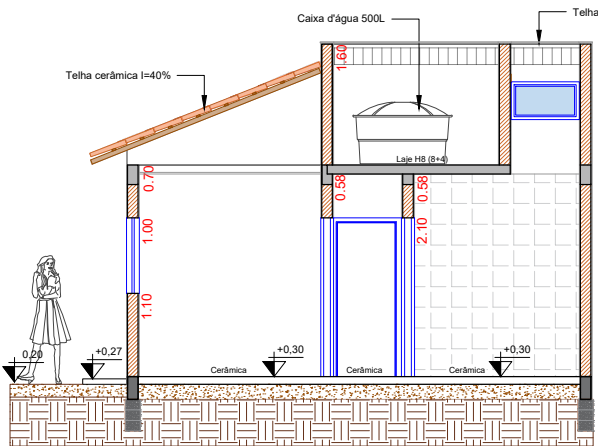 Telha
Caixa d'água 500L
Telha cerâmica I=40%
1.60
Laje H8 (8+4)
0.70
0.58
0.58
1.00
2.10
1.10
0,20
+0,27
+0,30
+0,30
Cerâmica
Cerâmica
Cerâmica